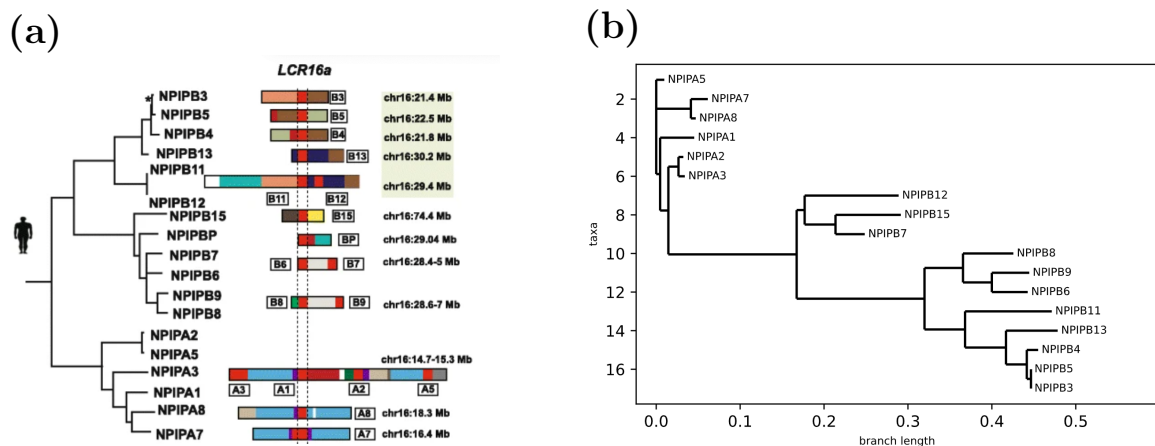 (a)
LCR16a
NPIPB3 B3 chr16:21.4 Mb
*
NPIPB5 B5 chr16:22.5 Mb
NPIPB4 B4 chr16:21.8 Mb
NPIPB13 B13 chr16:30.2 Mb
NPIPB11
chr16:29.4 Mb
NPIPB12 B11 B12
NPIPB15 B15 chr16:74.4 Mb
NPIPBP BP chr16:29.04 Mb
NPIPB7 B6 B7 chr16:28.4-5 Mb
NPIPB6
NPIPB9 B8 B9 chr16:28.6-7 Mb
NPIPB8
NPIPA2
NPIPA5 chr16:14.7-15.3 Mb
NPIPA3
NPIPA1 A3 A1 A2 A5
NPIPA8 A8 chr16:18.3 Mb
NPIPA7 A7 chr16:16.4 Mb
(b)
NPIPA5
2 NPIPA7
NPIPA8
4 NPIPA1
NPIPA2
6 NPIPA3
NPIPB12
8 NPIPB15
NPIPB7
taxa
10 NPIPB8
NPIPB9
12 NPIPB6
NPIPB11
14 NPIPB13
NPIPB4
16 NPIPB5
NPIPB3
0.0 0.1 0.2 0.3 0.4 0.5
branch length